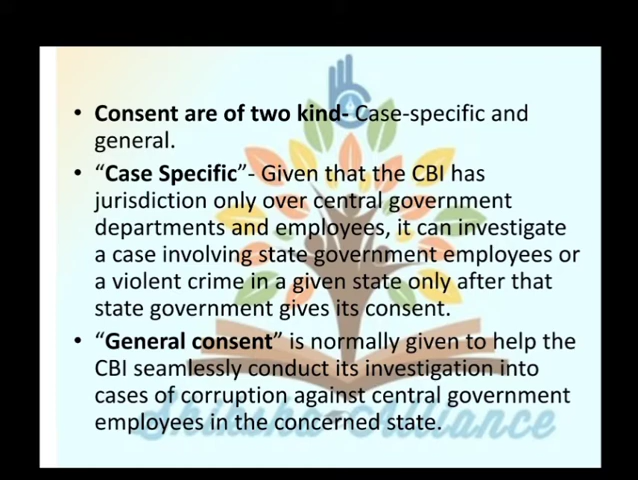 • Consent are of two kind- Case-specific and
general.
• “Case Specific”- Given that the CBI has
jurisdiction only over central government
departments and employees, it can investigate
a case involving state government employees or
a violent crime in a given state only after that
state government gives its consent.
• “General consent” is normally given to help the
CBI seamlessly conduct its investigation into
cases of corruption against central government
employees in the concerned state.
Shiksha Alliance